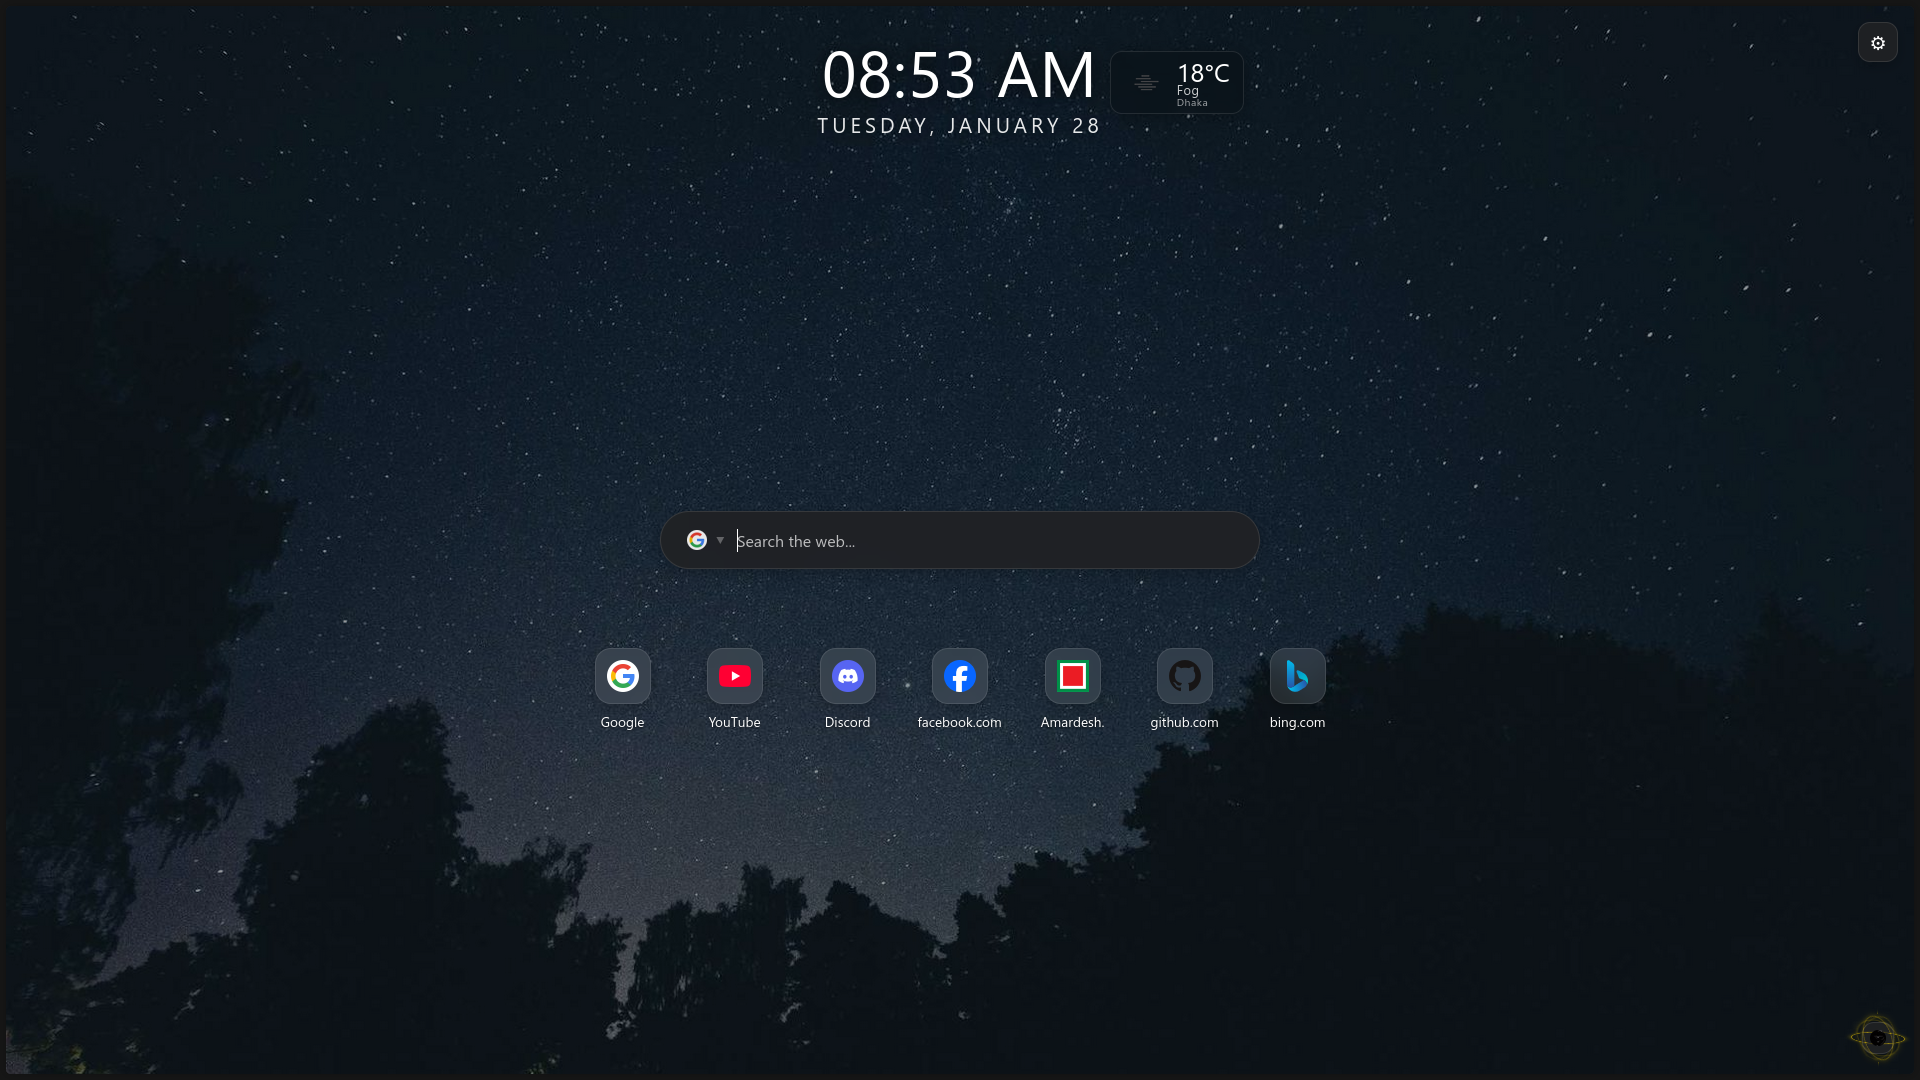 08:53 AM
TUESDAY, JANUARY 28
18°C
Fog
Dhaka
Search the web...
Google
YouTube
Discord
facebook.com
Amardesh.
github.com
bing.com